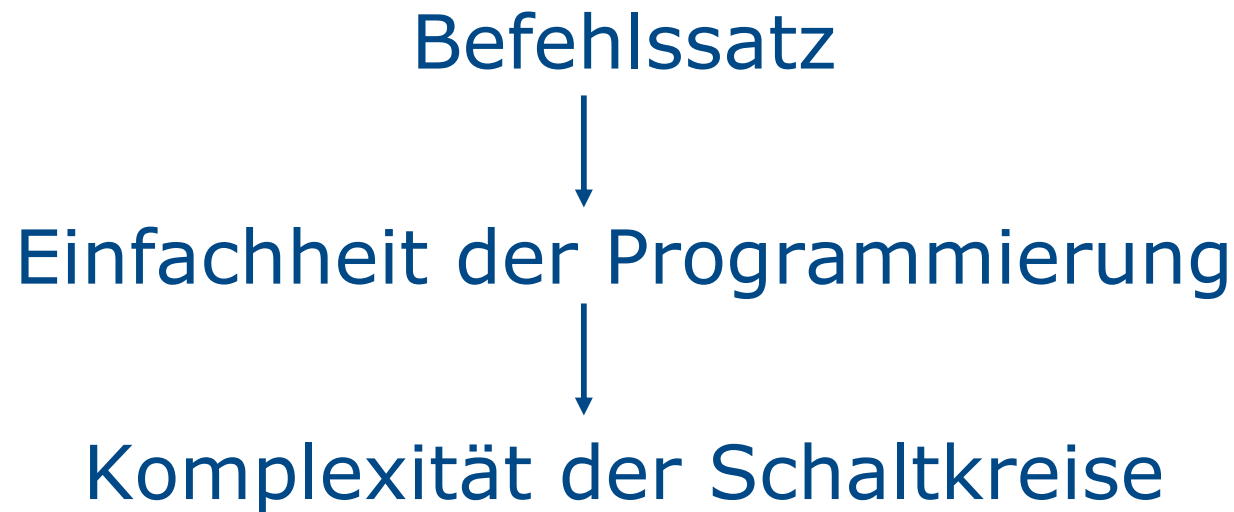 Befehlssatz
Einfachheit der Programmierung
Komplexität der Schaltkreise